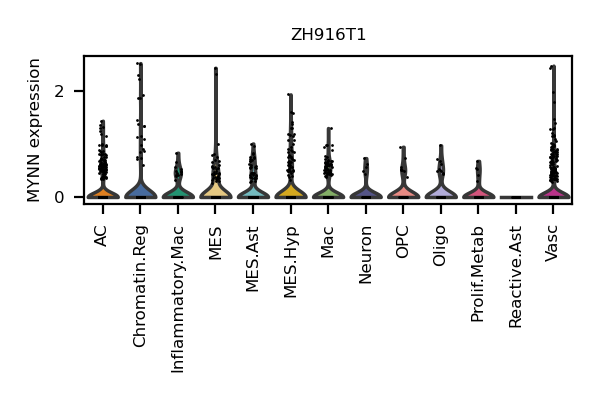 ZH916T1
MYNN expression
2
0
AC
Chromatin.Reg
Inflammatory.Mac
MES
MES.Ast
MES.Hyp
Mac
Neuron
OPC
Oligo
Prolif.Metab
Reactive.Ast
Vasc